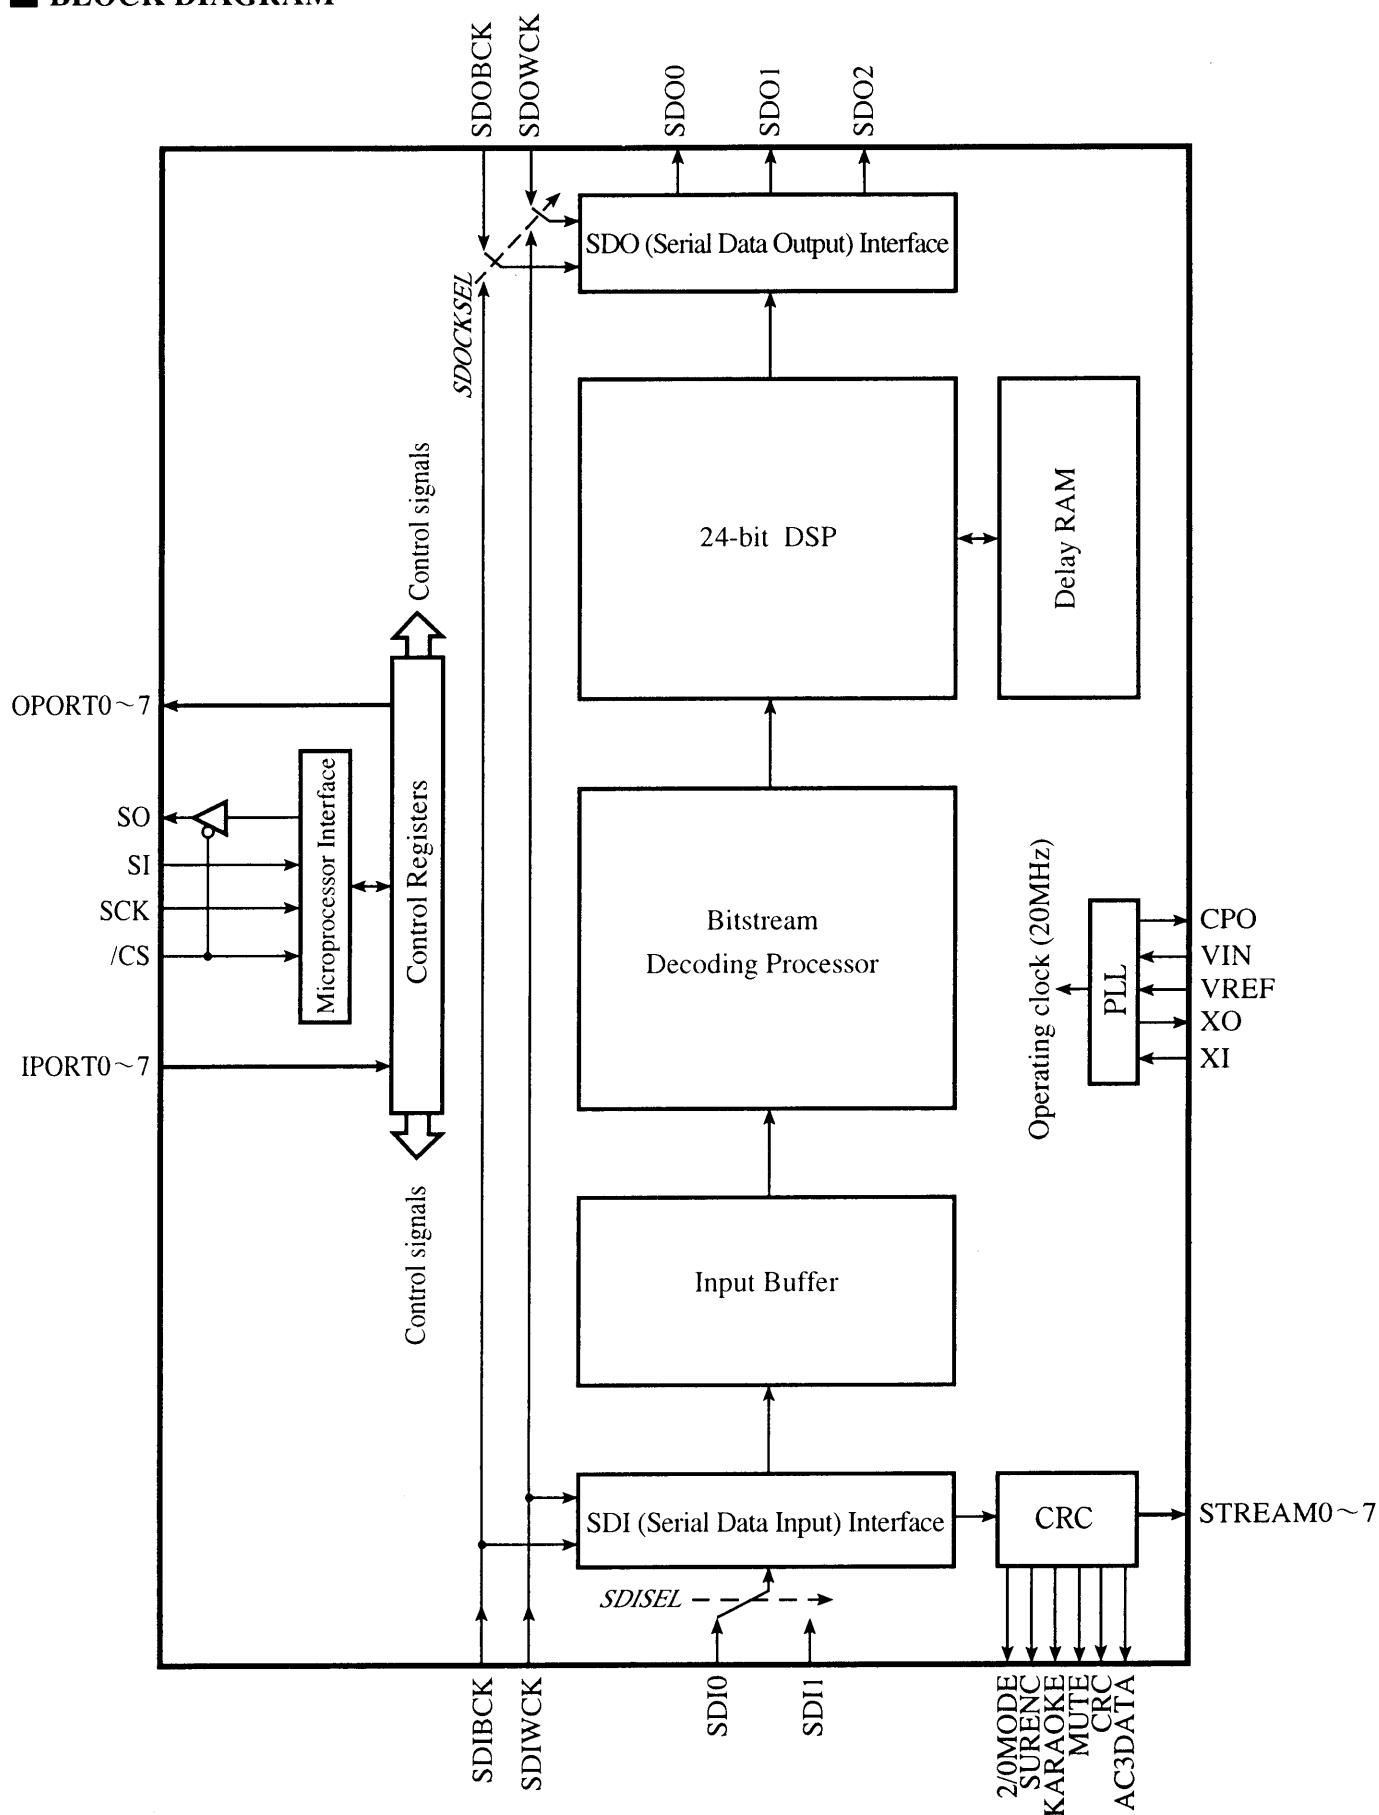 ■ BLOCK DIAGRAM
SDOBCK
SDOWCK
SDO0
SDO1
SDO2
SDO (Serial Data Output) Interface
SDOCKSEL
Control signals
24-bit DSP
Delay RAM
OPORT0~7
SO
SI
SCK
/CS
IPORT0~7
Microprocessor Interface
Control Registers
Bitstream
Decoding Processor
Operating clock (20MHz)
PLL
CPO
VIN
VREF
XO
XI
Control signals
Input Buffer
SDI (Serial Data Input) Interface
CRC
STREAM0~7
SDISEL
SDIBCK
SDIWCK
SDI0
SDI1
2/0MODE
SURENC
KARAOKE
MUTE
CRC
AC3DATA